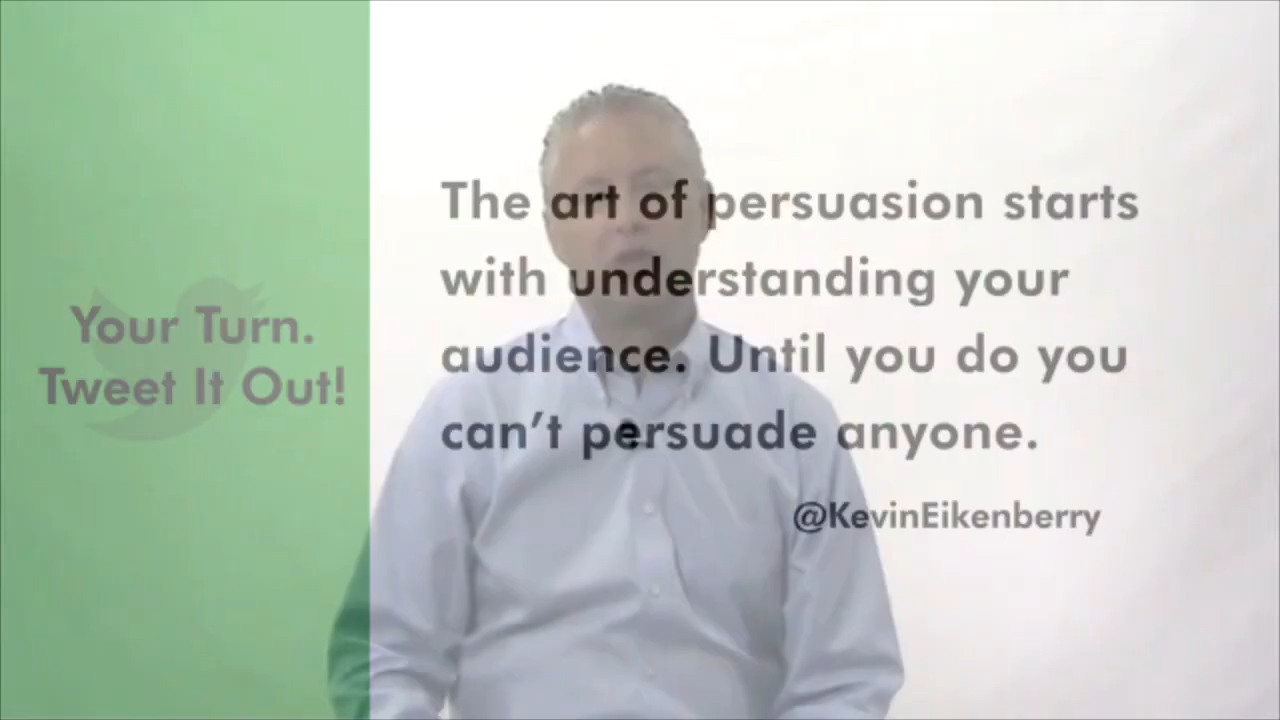 Your Turn.
Tweet It Out!
The art of persuasion starts
with understanding your
audience. Until you do you
can't persuade anyone.
@KevinEikenberry